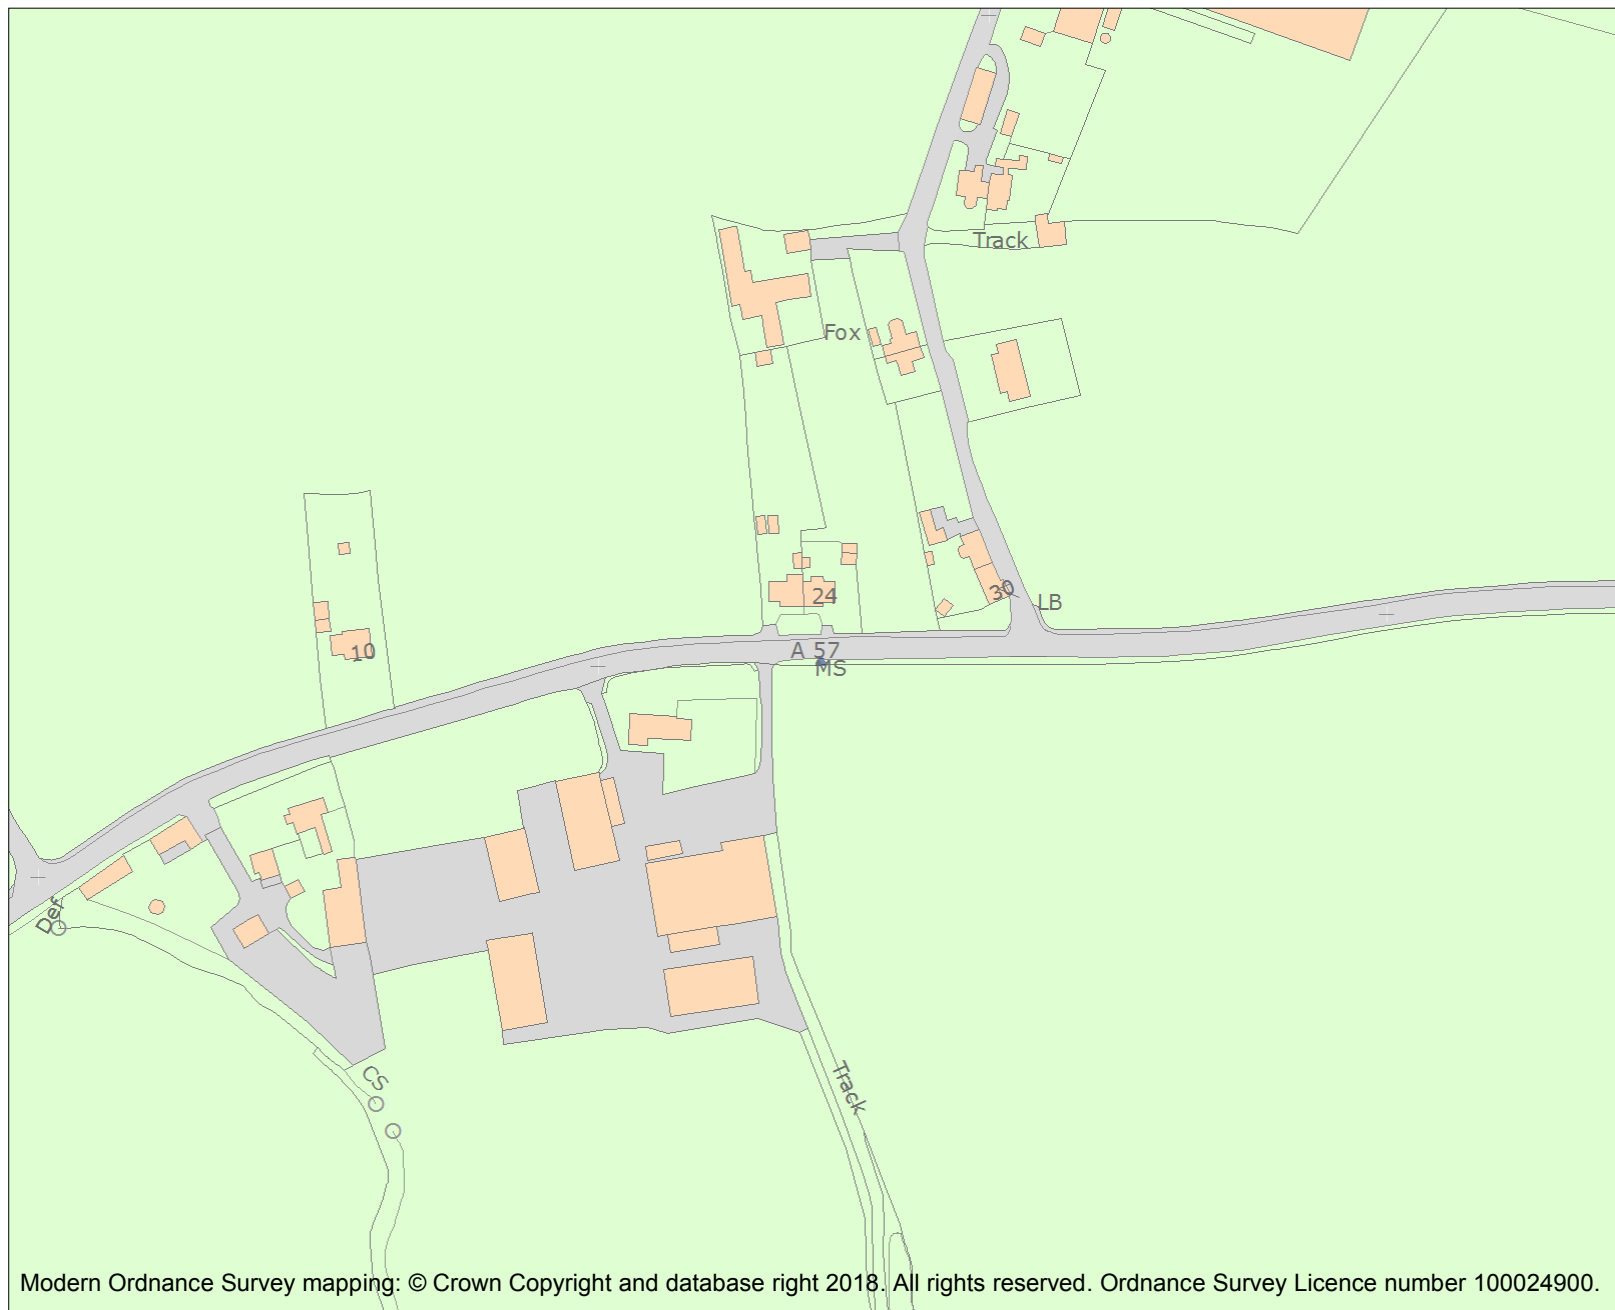 Track
Fox
24
30
LB
10
A 57
MS
Def
CS
Track
Modern Ordnance Survey mapping: © Crown Copyright and database right 2018. All rights reserved. Ordnance Survey Licence number 100024900.